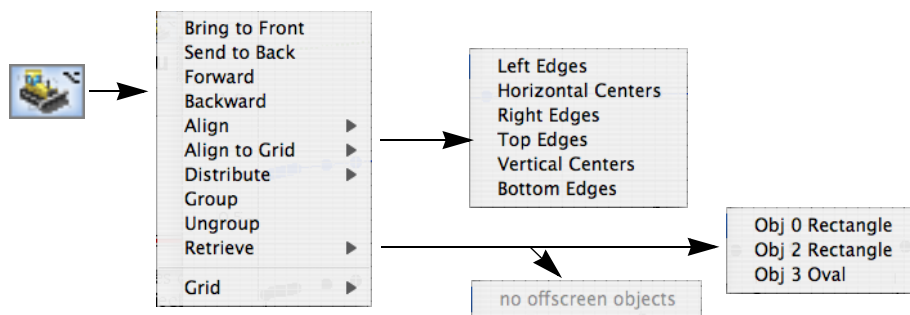 Bring to Front
Send to Back
Forward
Backward
Align
Align to Grid
Distribute
Group
Ungroup
Retrieve
Grid
Left Edges
Horizontal Centers
Right Edges
Top Edges
Vertical Centers
Bottom Edges
Obj 0 Rectangle
Obj 2 Rectangle
Obj 3 Oval
no offscreen objects